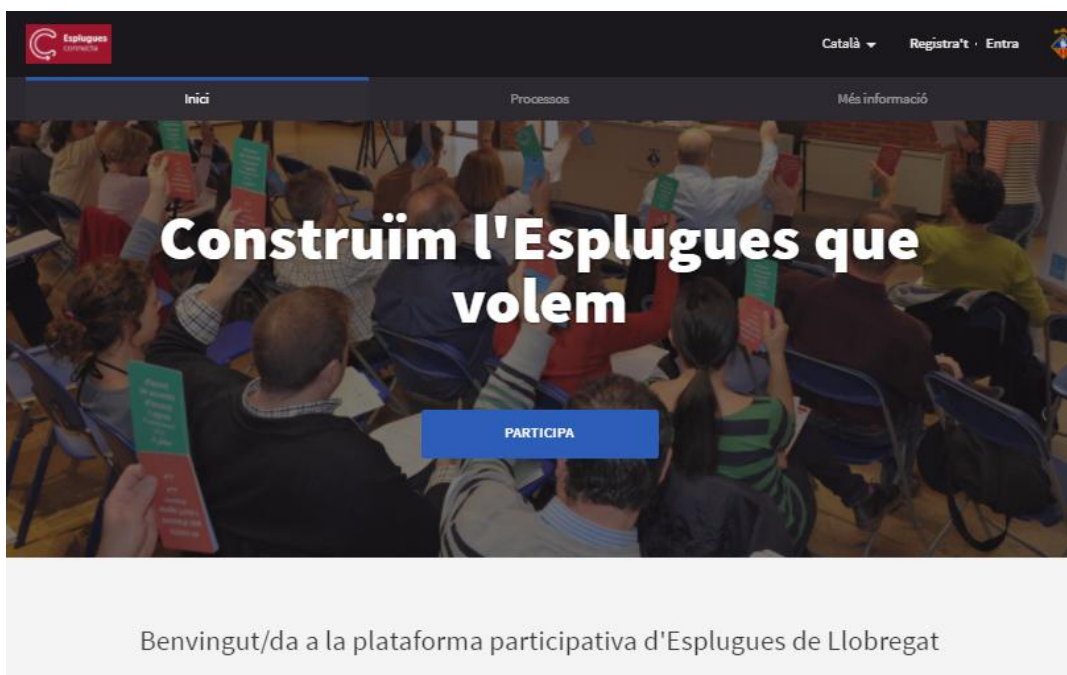 Esplugues
connecta
Català
Registra't · Entra
Inici
Processos
Més informació
Construïm l'Esplugues que
volem
PARTICIPA
Benvingut/da a la plataforma participativa d'Esplugues de Llobregat